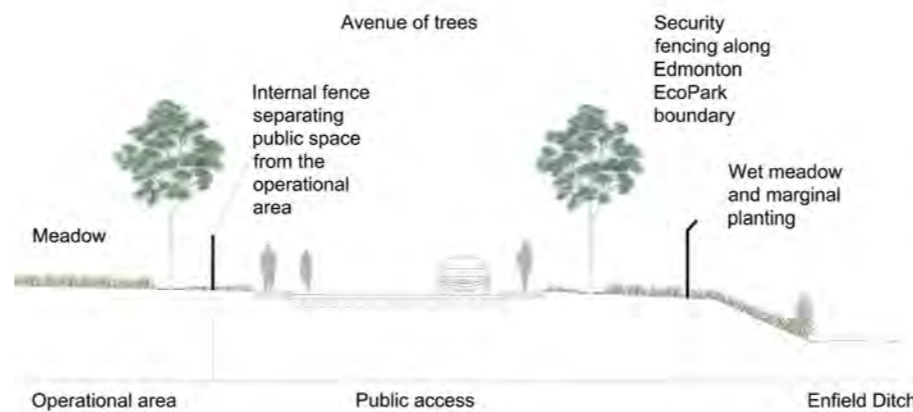 Avenue of trees
Security
fencing along
Edmonton
EcoPark
boundary
Internal fence
separating
public space
from the
operational
area
Wet meadow
and marginal
planting
Meadow
Operational area
Public access
Enfield Ditch